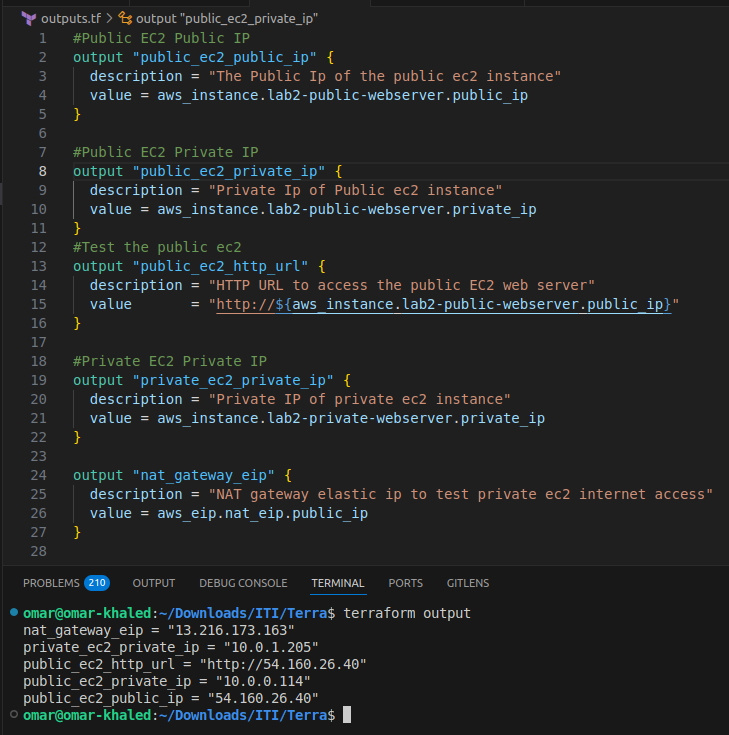 outputs.tf > output "public_ec2_private_ip"
1 #Public EC2 Public IP
2 output "public_ec2_public_ip" {
3   description = "The Public Ip of the public ec2 instance"
4   value = aws_instance.lab2-public-webserver.public_ip
5 }
6
7 #Public EC2 Private IP
8 output "public_ec2_private_ip" {
9   description = "Private Ip of Public ec2 instance"
10   value = aws_instance.lab2-public-webserver.private_ip
11 }
12 #Test the public ec2
13 output "public_ec2_http_url" {
14   description = "HTTP URL to access the public EC2 web server"
15   value       = "http://${aws_instance.lab2-public-webserver.public_ip}"
16 }
17
18 #Private EC2 Private IP
19 output "private_ec2_private_ip" {
20   description = "Private IP of private ec2 instance"
21   value = aws_instance.lab2-private-webserver.private_ip
22 }
23
24 output "nat_gateway_eip" {
25   description = "NAT gateway elastic ip to test private ec2 internet access"
26   value = aws_eip.nat_eip.public_ip
27 }
28
PROBLEMS 210 OUTPUT DEBUG CONSOLE TERMINAL PORTS GITLENS
omar@omar-khaled:~/Downloads/ITI/Terra$ terraform output
nat_gateway_eip = "13.216.173.163"
private_ec2_private_ip = "10.0.1.205"
public_ec2_http_url = "http://54.160.26.40"
public_ec2_private_ip = "10.0.0.114"
public_ec2_public_ip = "54.160.26.40"
omar@omar-khaled:~/Downloads/ITI/Terra$